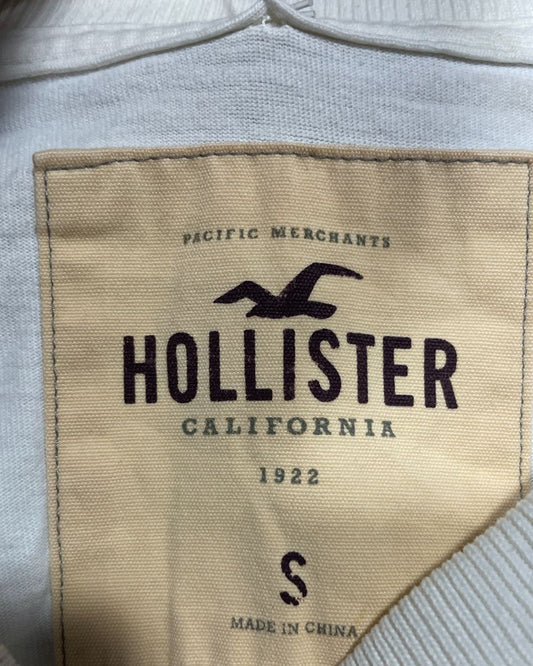 PACIFIC MERCHANTS
HOLLISTER
CALIFORNIA
1922
S
MADE IN CHINA